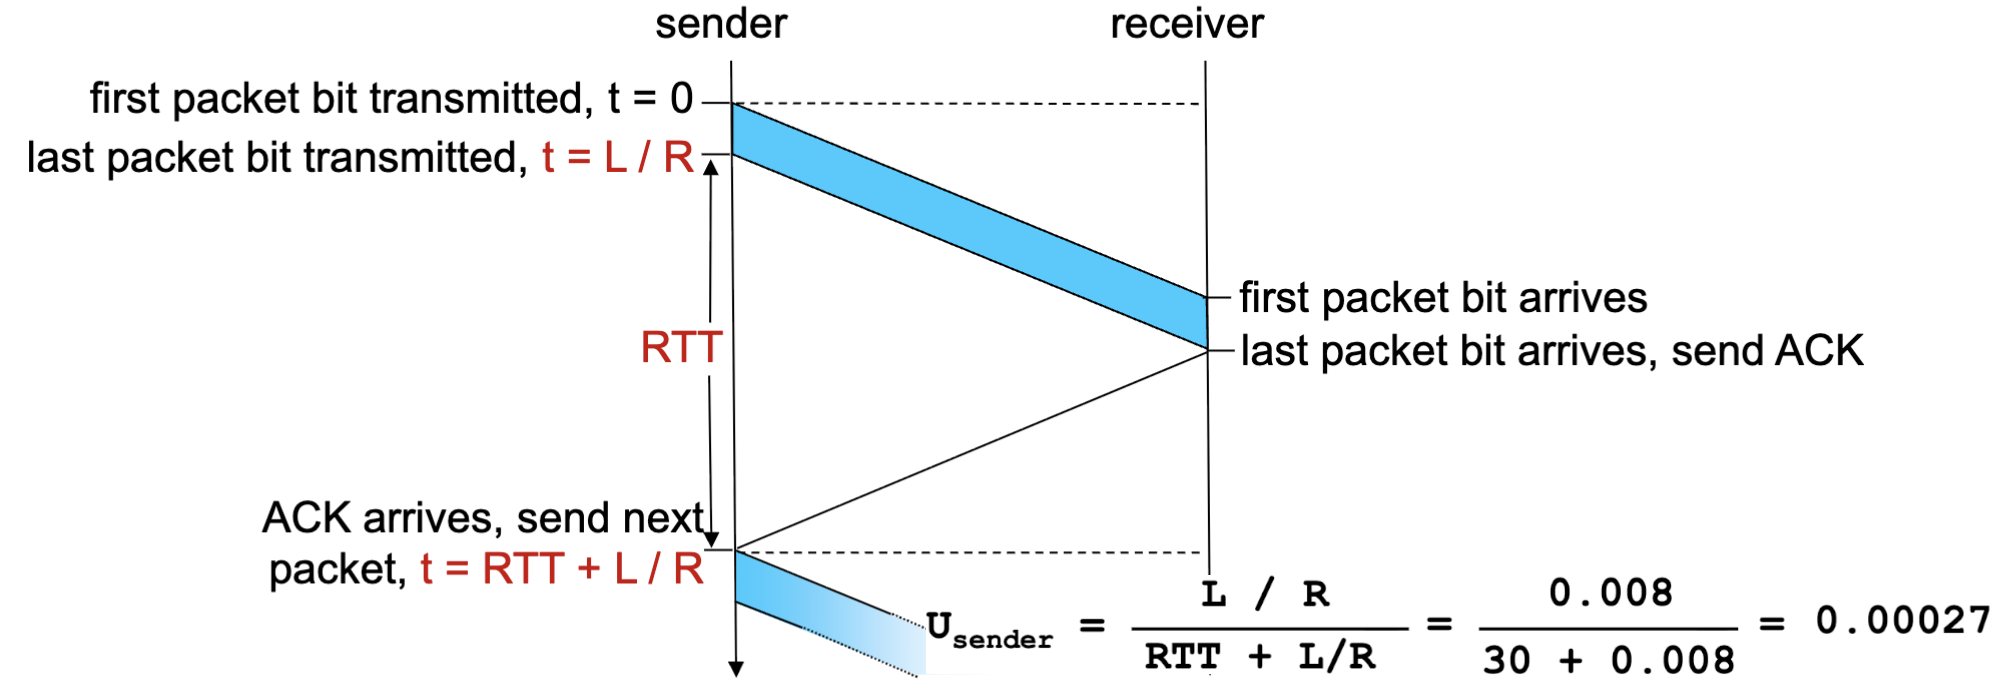 sender receiver
first packet bit transmitted, t = 0
last packet bit transmitted, t = L / R
first packet bit arrives
RTT
last packet bit arrives, send ACK
ACK arrives, send next
packet, t = RTT + L / R
U sender = L / R / RTT + L/R = 0.008 / 30 + 0.008 = 0.00027